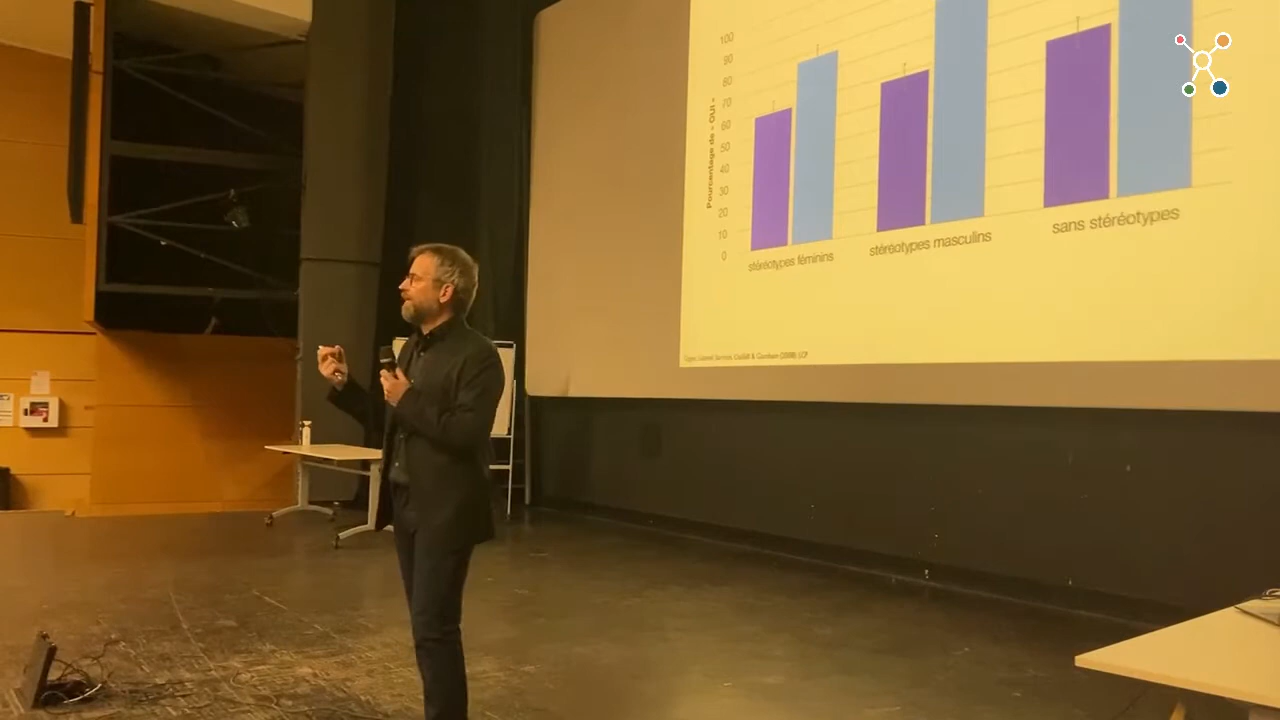 100
90
80
70
60
50
40
30
20
10
0
Pourcentage de « OUI »
stéréotypes féminins
stéréotypes masculins
sans stéréotypes